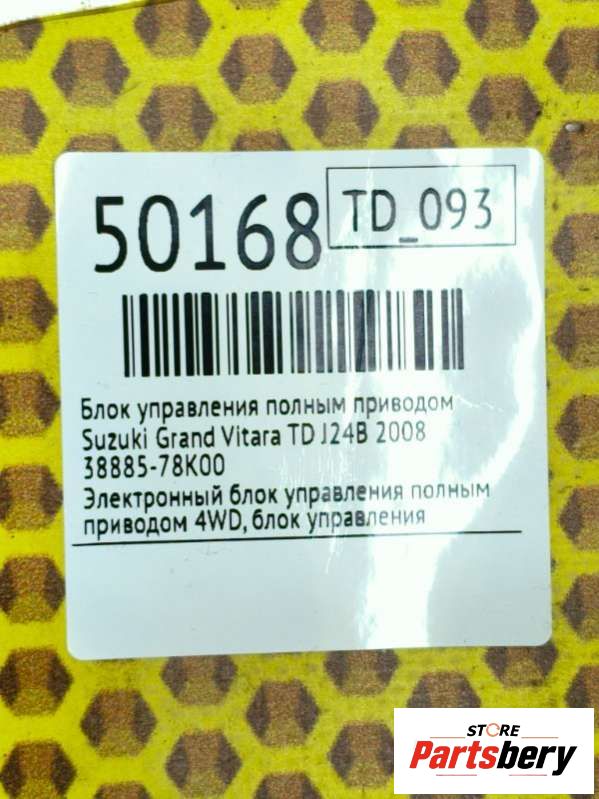 50168
TD_093
Блок управления полным приводом
Suzuki Grand Vitara TD J24B 2008
38885-78K00
Электронный блок управления полным
приводом 4WD, блок управления
STORE
Partsbery